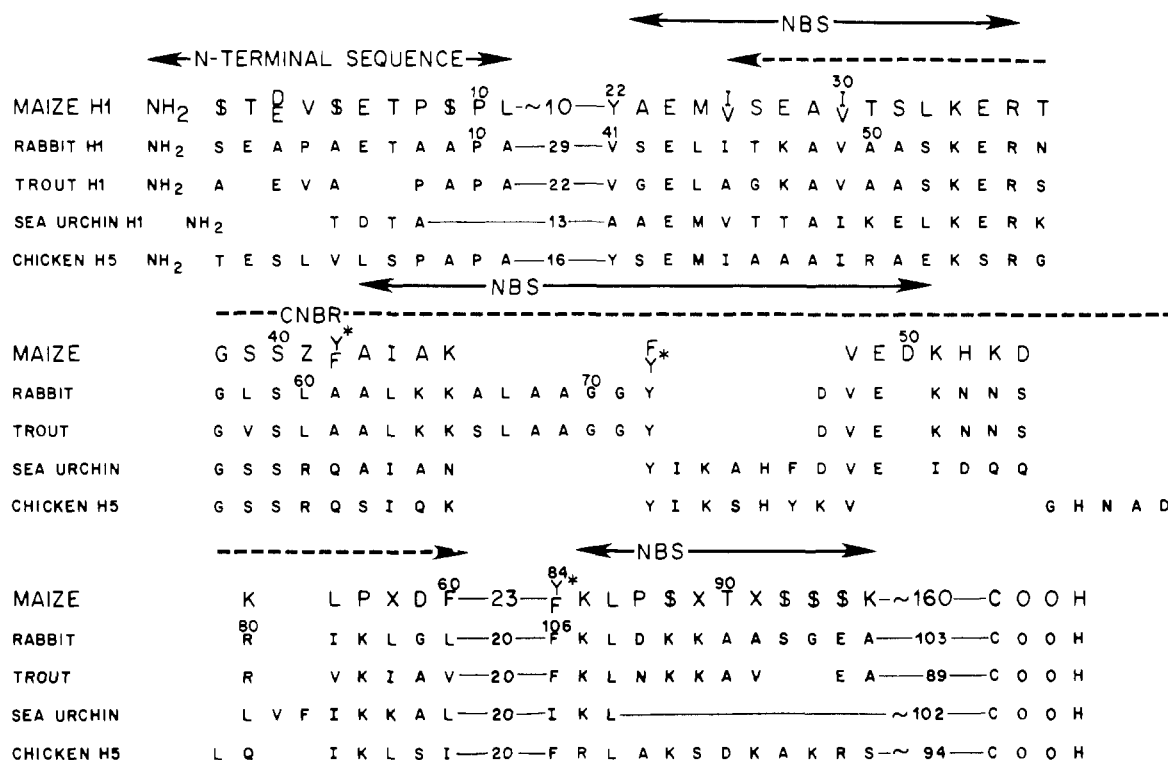 NBS
N-TERMINAL SEQUENCE
MAIZE H1 NH2 $ T D/E V $ E T P $ P L ~10 Y A E M I/V S E A I/V T S L K E R T
10 22 30
RABBIT H1 NH2 S E A P A E T A A P A 29 V S E L I T K A V A A S K E R N
10 41 50
TROUT H1 NH2 A E V A P A P A 22 V G E L A G K A V A A S K E R S
SEA URCHIN H1 NH2 T D T A 13 A A E M V T T A I K E L K E R K
CHICKEN H5 NH2 T E S L V L S P A P A 16 Y S E M I A A A I R A E K S R G
NBS
CNBR
40 50
MAIZE G S S Z Y/F* A I A K F/Y* V E D K H K D
60 70
RABBIT G L S L A A L K K A L A A G G Y D V E K N N S
TROUT G V S L A A L K K S L A A G G Y D V E K N N S
SEA URCHIN G S S R Q A I A N Y I K A H F D V E I D Q Q
CHICKEN H5 G S S R Q S I Q K Y I K S H Y K V G H N A D
NBS
60 84 90
MAIZE K L P X D F 23 Y/F* K L P $ X T X $ $ $ K ~160 C O O H
80 106
RABBIT R I K L G L 20 F K L D K K A A S G E A 103 C O O H
TROUT R V K I A V 20 F K L N K K A V E A 89 C O O H
SEA URCHIN L V F I K K A L 20 I K L ~102 C O O H
CHICKEN H5 L Q I K L S I 20 F R L A K S D K A K R S ~94 C O O H